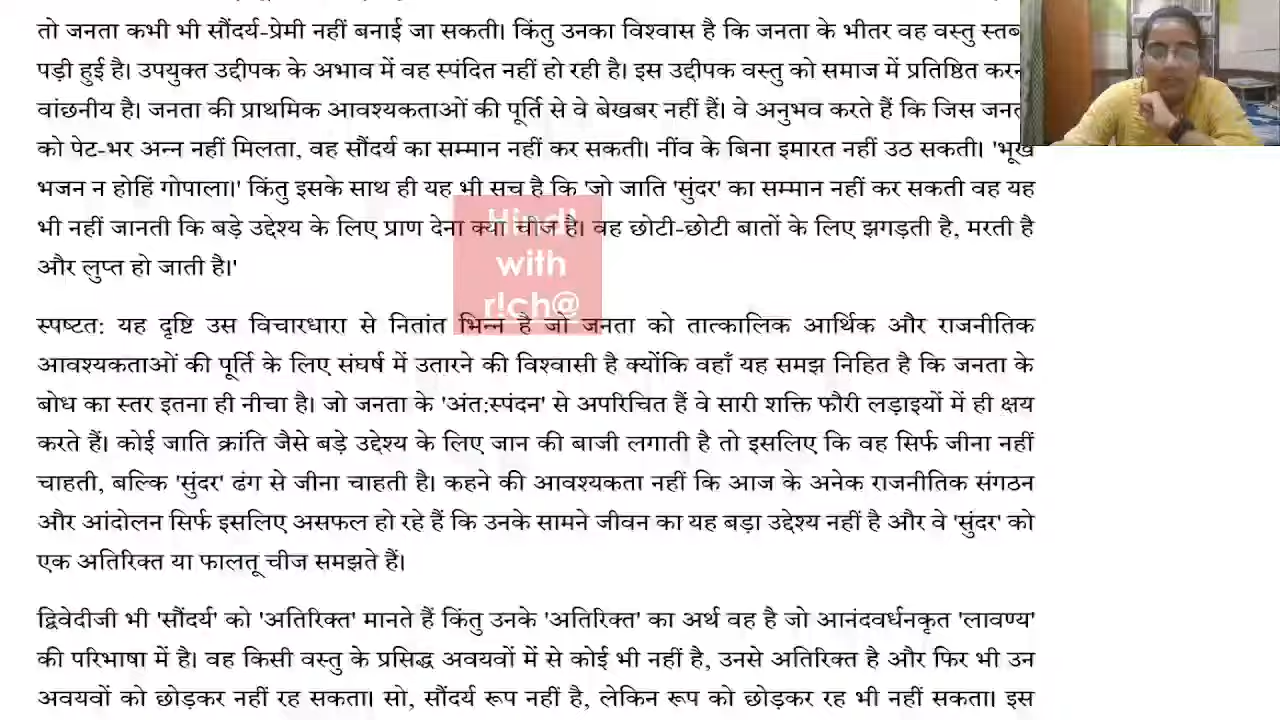 तो जनता कभी भी सौंदर्य-प्रेमी नहीं बनाई जा सकती। किंतु उनका विश्वास है कि जनता के भीतर वह वस्तु
पड़ी हुई है। उपयुक्त उद्दीपक के अभाव में वह स्पंदित नहीं हो रही है। इस उद्दीपक वस्तु को समाज में प्रतिष्ठित
वांछनीय है। जनता की प्राथमिक आवश्यकताओं की पूर्ति से वे बेखबर नहीं हैं। वे अनुभव करते हैं कि जिस
को पेट-भर अन्न नहीं मिलता, वह सौंदर्य का सम्मान नहीं कर सकती। नींव के बिना इमारत नहीं उठ सकती। 'भूखे
भजन न होहिं गोपाला।' किंतु इसके साथ ही यह भी सच है कि 'जो जाति 'सुंदर' का सम्मान नहीं कर सकती वह यह
भी नहीं जानती कि बड़े उद्देश्य के लिए प्राण देना क्या चीज है। वह छोटी-छोटी बातों के लिए झगड़ती है, मरती है
और लुप्त हो जाती है।'
Hind!
with
r!ch@
स्पष्टत: यह दृष्टि उस विचारधारा से नितांत भिन्न है जो जनता को तात्कालिक आर्थिक और राजनीतिक
आवश्यकताओं की पूर्ति के लिए संघर्ष में उतारने की विश्वासी है क्योंकि वहाँ यह समझ निहित है कि जनता के
बोध का स्तर इतना ही नीचा है। जो जनता के 'अंत:स्पंदन' से अपरिचित हैं वे सारी शक्ति फौरी लड़ाइयों में ही क्षय
करते हैं। कोई जाति क्रांति जैसे बड़े उद्देश्य के लिए जान की बाजी लगाती है तो इसलिए कि वह सिर्फ जीना नहीं
चाहती, बल्कि 'सुंदर' ढंग से जीना चाहती है। कहने की आवश्यकता नहीं कि आज के अनेक राजनीतिक संगठन
और आंदोलन सिर्फ इसलिए असफल हो रहे हैं कि उनके सामने जीवन का यह बड़ा उद्देश्य नहीं है और वे 'सुंदर' को
एक अतिरिक्त या फालतू चीज समझते हैं।
द्विवेदीजी भी 'सौंदर्य' को 'अतिरिक्त' मानते हैं किंतु उनके 'अतिरिक्त' का अर्थ वह है जो आनंदवर्धनकृत 'लावण्य'
की परिभाषा में है। वह किसी वस्तु के प्रसिद्ध अवयवों में से कोई भी नहीं है, उनसे अतिरिक्त है और फिर भी उन
अवयवों को छोड़कर नहीं रह सकता। सो, सौंदर्य रूप नहीं है, लेकिन रूप को छोड़कर रह भी नहीं सकता। इस